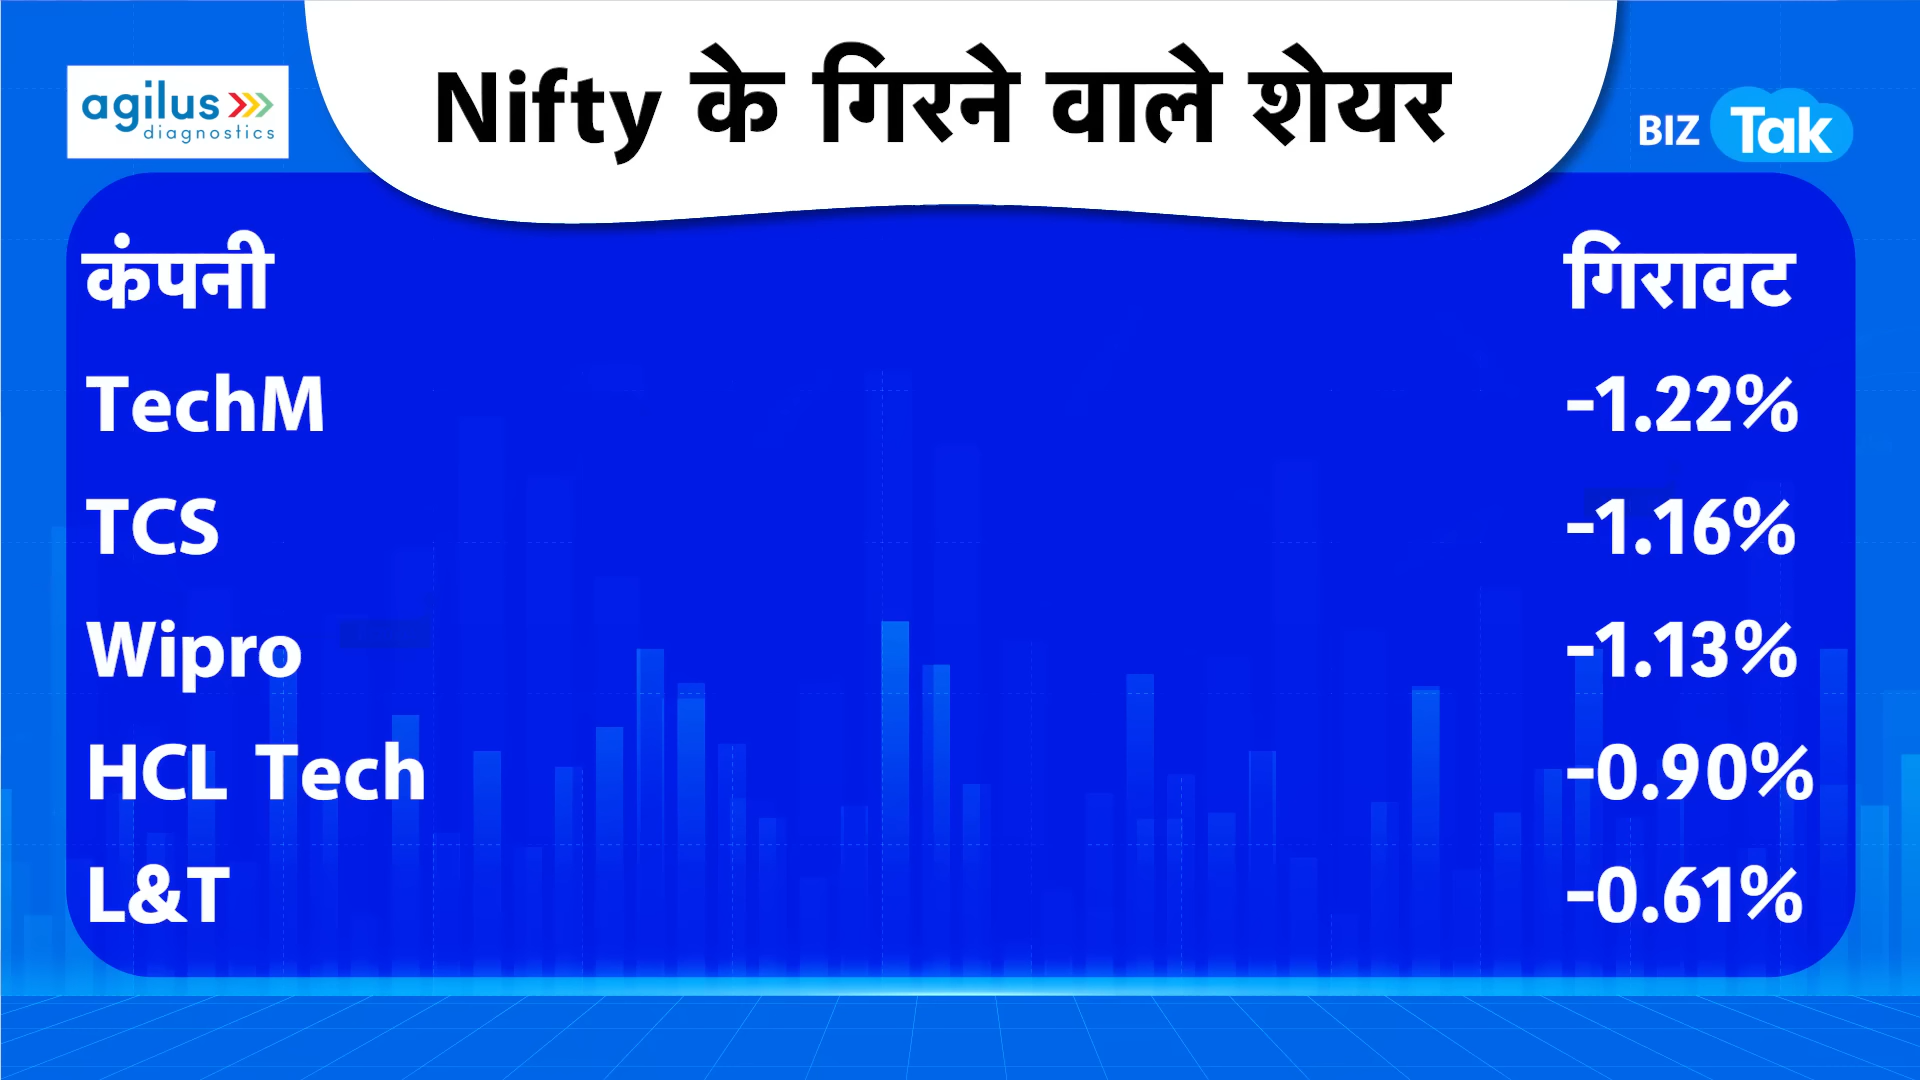 Nifty के गिरने वाले शेयर
agilus
diagnostics
BIZ Tak
कंपनी गिरावट
TechM -1.22%
TCS -1.16%
Wipro -1.13%
HCL Tech -0.90%
L&T -0.61%